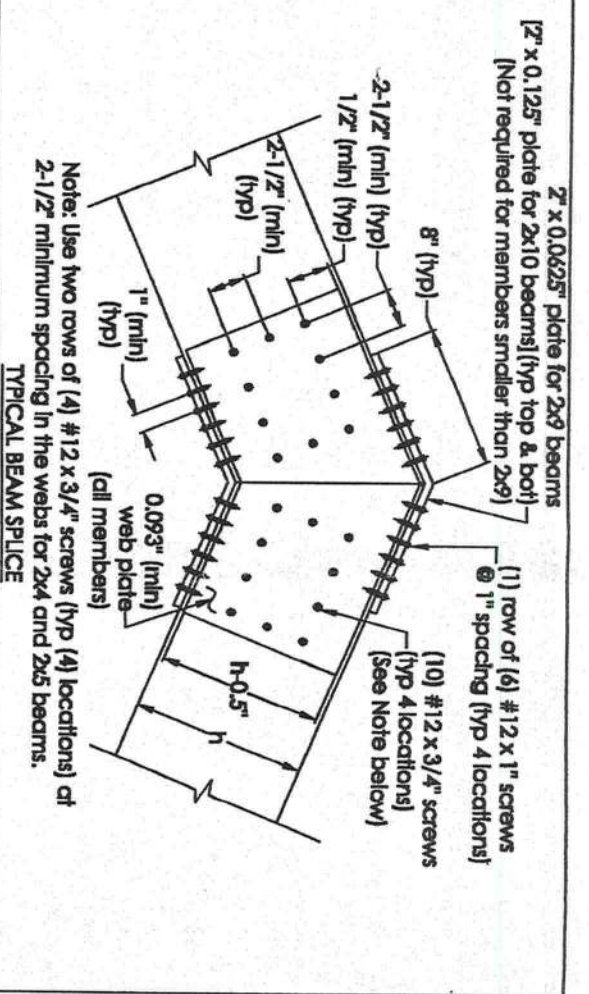 2" x 0.0625" plate for 2x9 beams
[2" x 0.125" plate for 2x10 beams](typ top & bot)
(Not required for members smaller than 2x9)
(1) row of (6) #12 x 1" screws
@ 1" spacing (typ 4 locations)
8" (typ)
(10) #12 x 3/4" screws
(typ 4 locations)
(See Note below)
2-1/2" (min) (typ)
1/2" (min) (typ)
2-1/2" (min)
(typ)
h-0.5"
h
1" (min)
(typ)
0.093" (min)
web plate
(all members)
Note: Use two rows of (4) #12 x 3/4" screws (typ (4) locations) at
2-1/2" minimum spacing in the webs for 2x4 and 2x5 beams.
TYPICAL BEAM SPLICE